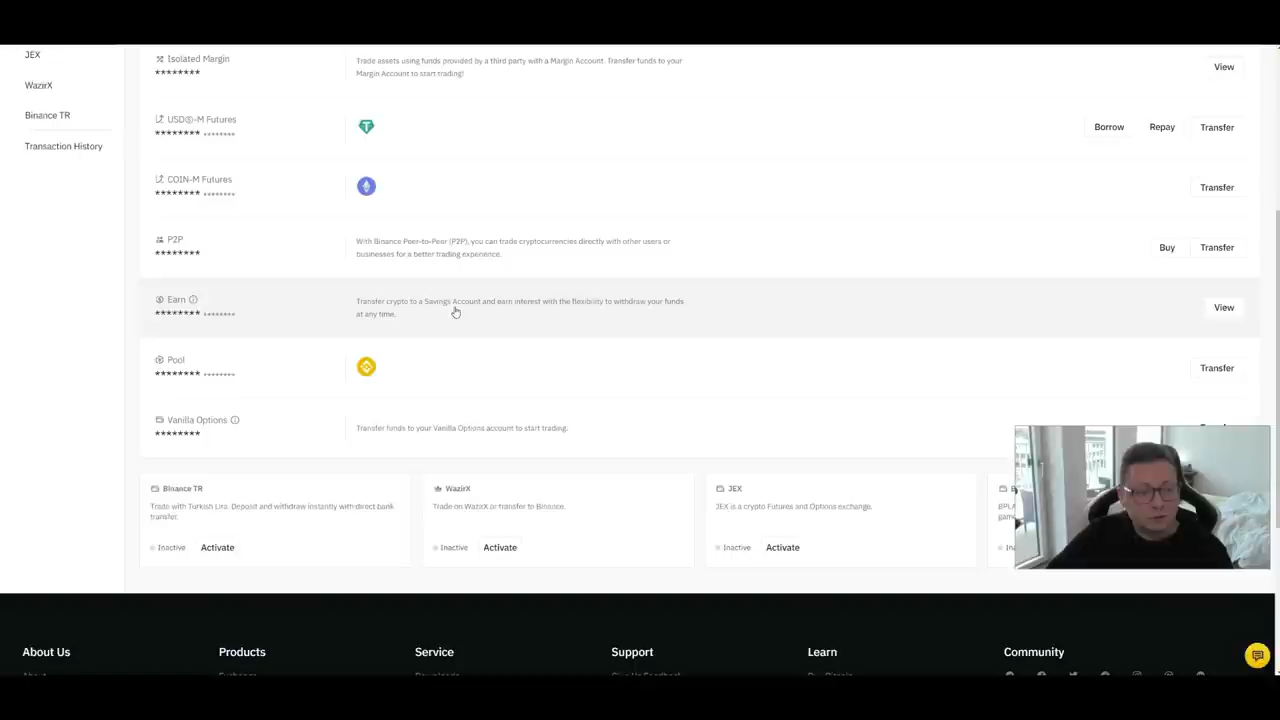 JEX
WazirX
Binance TR
Transaction History
Isolated Margin
********
Trade assets using funds provided by a third party with a Margin Account. Transfer funds to your
Margin Account to start trading!
View
USDⓈ-M Futures
******** ********
Borrow Repay Transfer
COIN-M Futures
******** ********
Transfer
P2P
********
With Binance Peer-to-Peer (P2P), you can trade cryptocurrencies directly with other users or
businesses for a better trading experience.
Buy Transfer
Earn
******** ********
Transfer crypto to a Savings Account and earn interest with the flexibility to withdraw your funds
at any time.
View
Pool
******** ********
Transfer
Vanilla Options
********
Transfer funds to your Vanilla Options account to start trading.
Binance TR
Trade with Turkish Lira. Deposit and withdraw instantly with direct bank
transfer.
Inactive Activate
WazirX
Trade on WazirX or transfer to Binance.
Inactive Activate
JEX
JEX is a crypto Futures and Options exchange.
Inactive Activate
About Us Products Service Support Learn Community